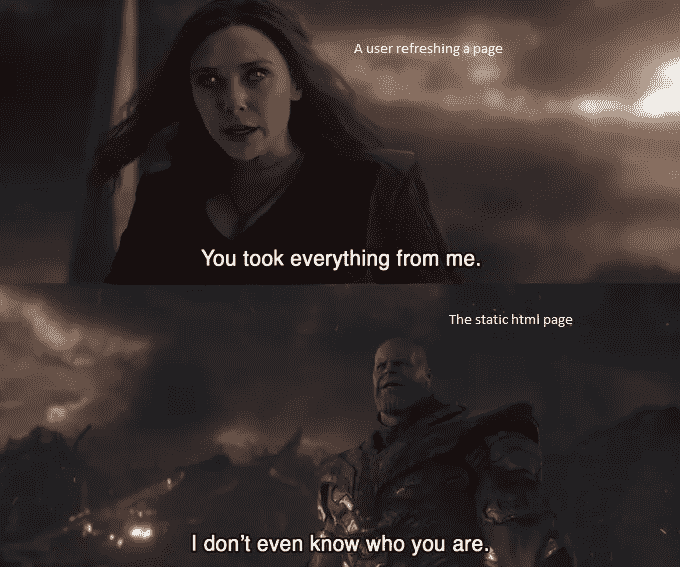 A user refreshing a page
You took everything from me.
The static html page
I don't even know who you are.